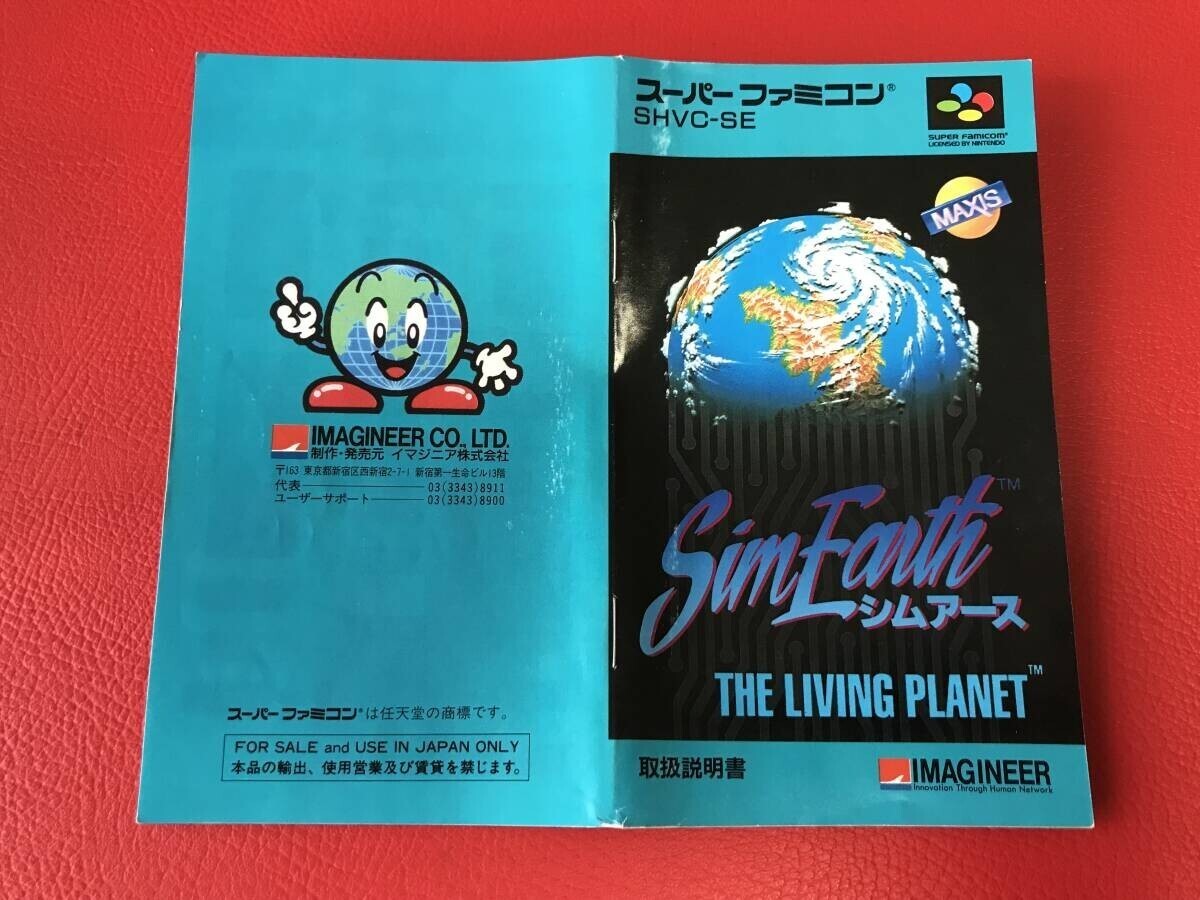 IMAGINEER CO., LTD.
制作・発売元 イマジニア株式会社
〒163 東京都新宿区西新宿2-7-1 新宿第一生命ビル13階
代表 03(3343)8911
ユーザーサポート 03(3343)8900
スーパーファミコン®は任天堂の商標です。
FOR SALE and USE IN JAPAN ONLY
本品の輸出、使用営業及び賃貸を禁じます。
スーパーファミコン®
SHVC-SE
SUPER FAMICOM®
LICENSED BY NINTENDO
MAXIS
SimEarth™
シムアース
THE LIVING PLANET™
取扱説明書
IMAGINEER
Innovation Through Human Network